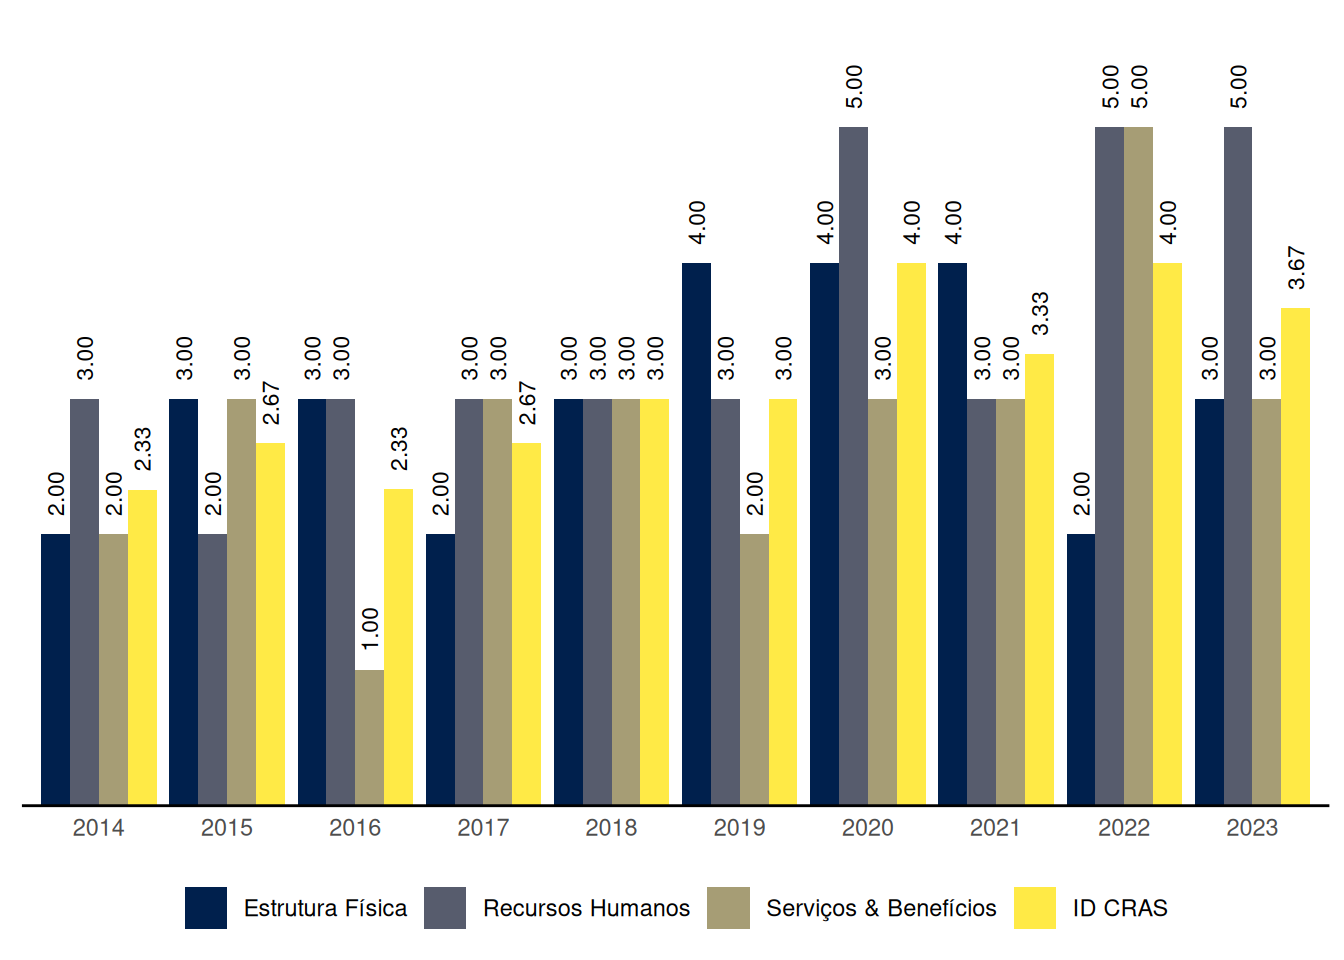 5.00 5.00 5.00 5.00
4.00 4.00 4.00 4.00 4.00
3.67
3.33
3.00 3.00 3.00 3.00 3.00 3.00 3.00 3.00 3.00 3.00 3.00 3.00 3.00 3.00 3.00 3.00 3.00 3.00 3.00
2.67 2.67
2.33 2.33
2.00 2.00 2.00 2.00 2.00 2.00
1.00
2014 2015 2016 2017 2018 2019 2020 2021 2022 2023
Estrutura Física Recursos Humanos Serviços & Benefícios ID CRAS